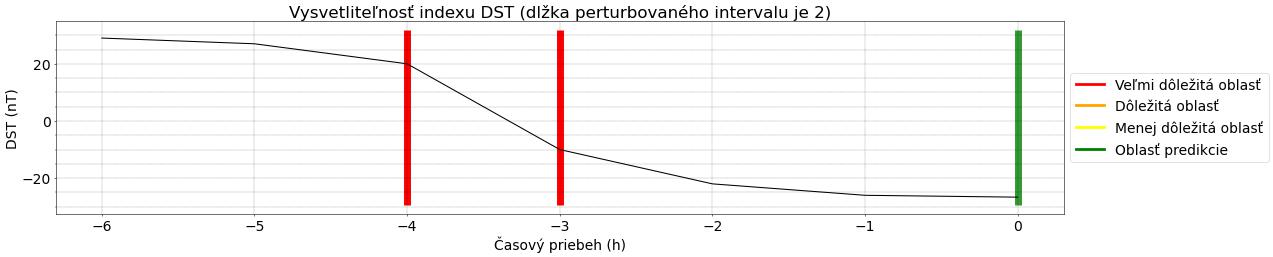 Vysvetliteľnosť indexu DST (dĺžka perturbovaného intervalu je 2)
DST (nT)
20
0
−20
−6 −5 −4 −3 −2 −1 0
Časový priebeh (h)
Veľmi dôležitá oblasť
Dôležitá oblasť
Menej dôležitá oblasť
Oblasť predikcie